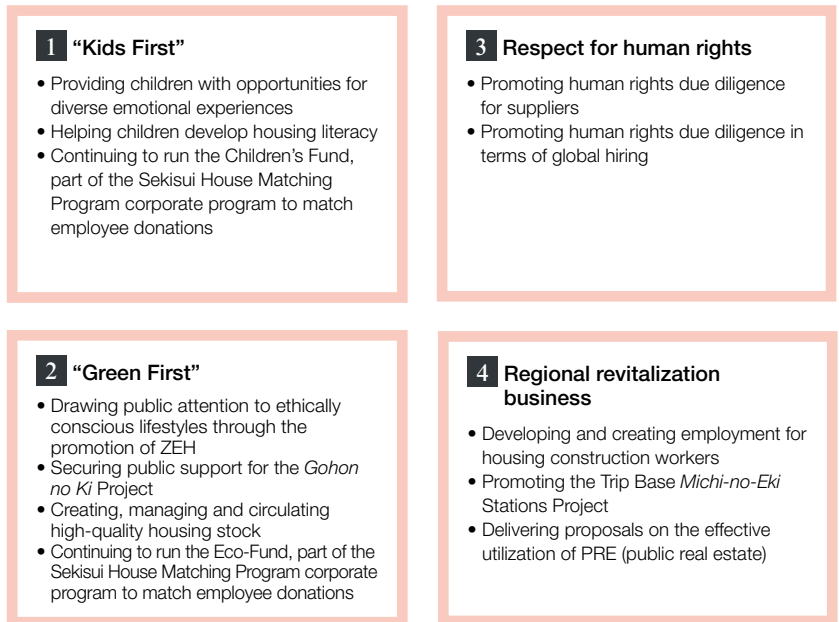 1 “Kids First”
• Providing children with opportunities for
diverse emotional experiences
• Helping children develop housing literacy
• Continuing to run the Children’s Fund,
part of the Sekisui House Matching
Program corporate program to match
employee donations
2 “Green First”
• Drawing public attention to ethically
conscious lifestyles through the
promotion of ZEH
• Securing public support for the Gohon
no Ki Project
• Creating, managing and circulating
high-quality housing stock
• Continuing to run the Eco-Fund, part of the
Sekisui House Matching Program corporate
program to match employee donations
3 Respect for human rights
• Promoting human rights due diligence
for suppliers
• Promoting human rights due diligence in
terms of global hiring
4 Regional revitalization
business
• Developing and creating employment for
housing construction workers
• Promoting the Trip Base Michi-no-Eki
Stations Project
• Delivering proposals on the effective
utilization of PRE (public real estate)